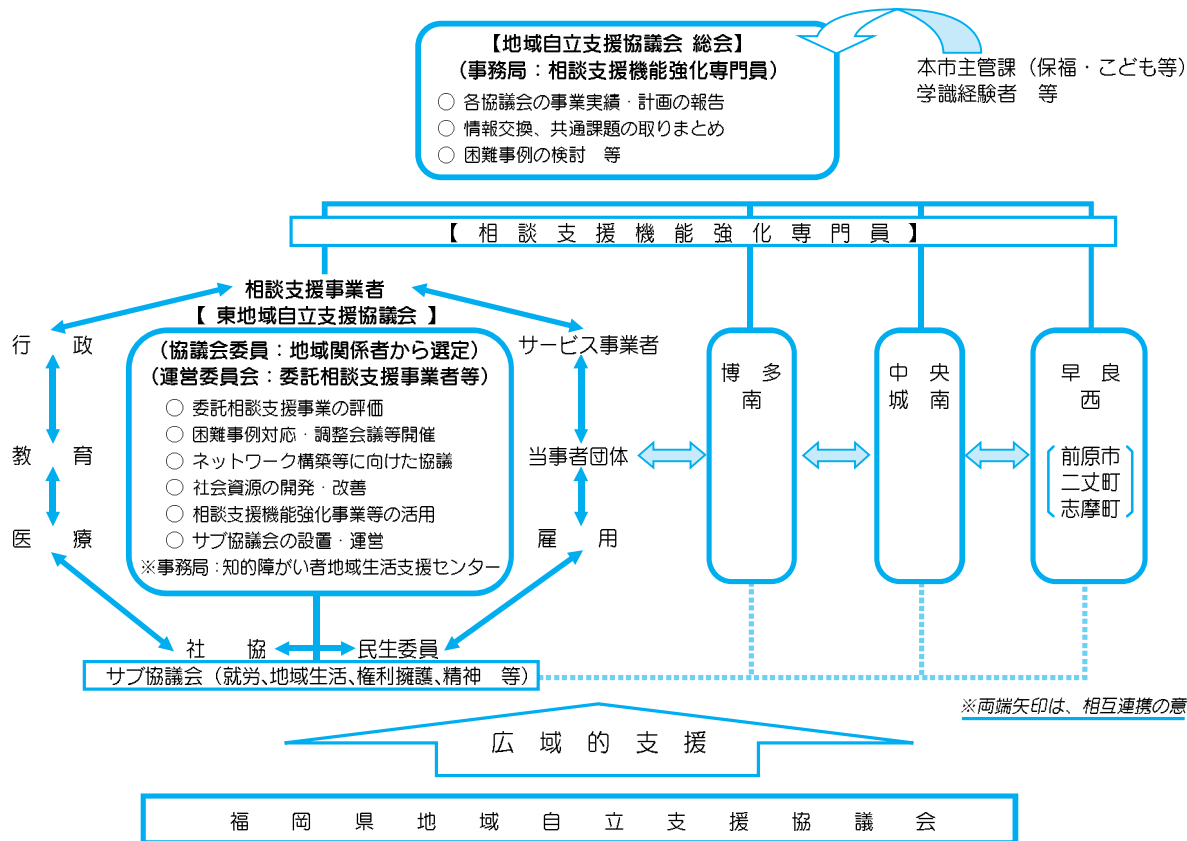 【地域自立支援協議会 総会】
（事務局：相談支援機能強化専門員）
○ 各協議会の事業実績・計画の報告
○ 情報交換、共通課題の取りまとめ
○ 困難事例の検討　等
本市主管課（保福・こども等）
学識経験者　等
【 相 談 支 援 機 能 強 化 専 門 員 】
相談支援事業者
【 東地域自立支援協議会 】
行　政
サービス事業者
（協議会委員：地域関係者から選定）
（運営委員会：委託相談支援事業者等）
○ 委託相談支援事業の評価
○ 困難事例対応・調整会議等開催
○ ネットワーク構築等に向けた協議
○ 社会資源の開発・改善
○ 相談支援機能強化事業等の活用
○ サブ協議会の設置・運営
※事務局：知的障がい者地域生活支援センター
教　育
当事者団体
医　療
雇　用
社　協
民生委員
サブ協議会（就労、地域生活、権利擁護、精神　等）
博　多
南
中　央
城　南
早　良
西
前原市
二丈町
志摩町
※両端矢印は、相互連携の意
広　域　的　支　援
福　岡　県　地　域　自　立　支　援　協　議　会